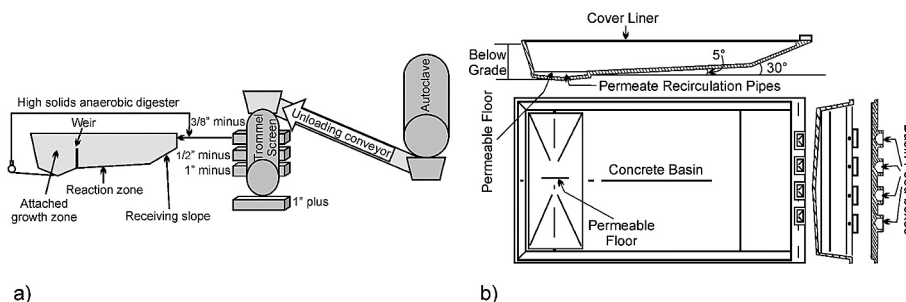 High solids anaerobic digester
Weir
3/8" minus
1/2" minus
1" minus
1" plus
Trommel
Screen
Unloading conveyor
Autoclave
Attached
growth zone
Reaction zone
Receiving slope
a)
Cover Liner
Below
Grade
5°
30°
Permeate Recirculation Pipes
Permeable Floor
Concrete Basin
Permeable
Floor
b)